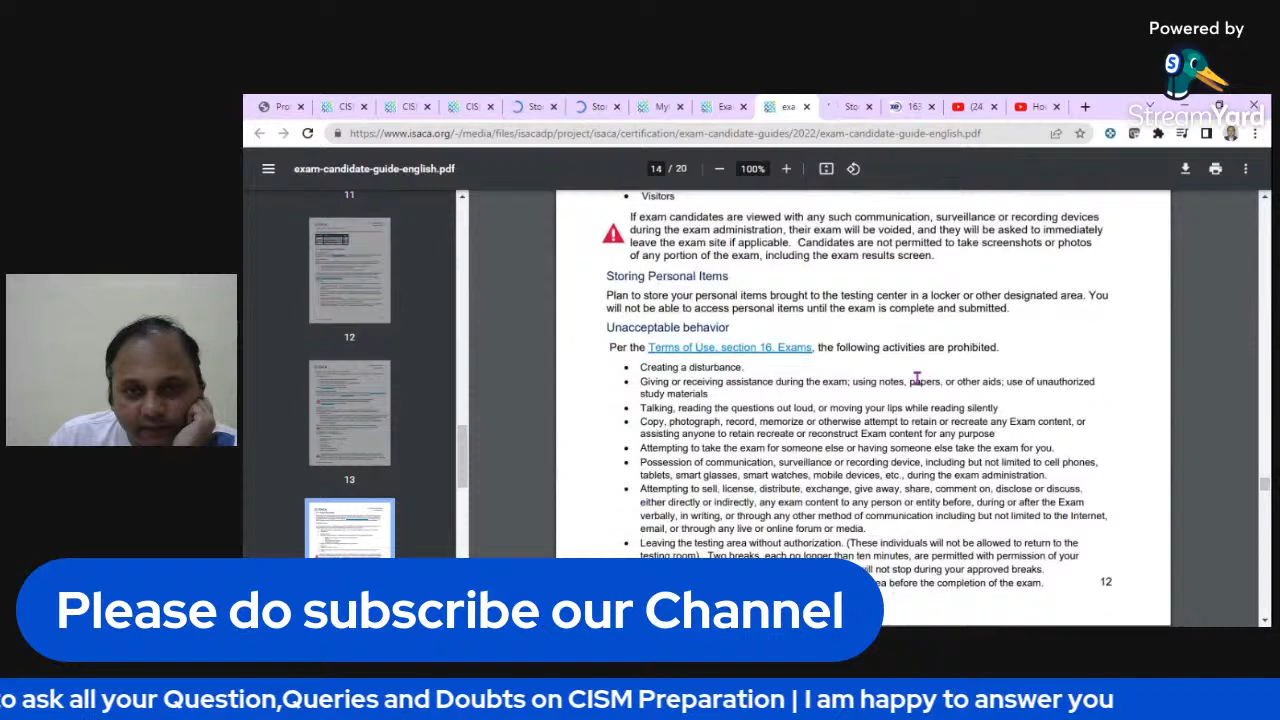 Powered by
S
StreamYard
Pro
CIS
CIS
CIS
Sto
Sto
My
Exa
exa
Sto
163
(24
Ho
https://www.isaca.org/-/media/files/isacadp/project/isaca/certification/exam-candidate-guides/2022/exam-candidate-guide-english.pdf
exam-candidate-guide-english.pdf
14 / 20
100%
11
12
13
• Visitors
If exam candidates are viewed with any such communication, surveillance or recording devices
during the exam administration, their exam will be voided, and they will be asked to immediately
leave the exam site if applicable. Candidates are not permitted to take screenshots or photos
of any portion of the exam, including the exam results screen.
Storing Personal Items
Plan to store your personal items brought to the testing center in a locker or other designated area. You
will not be able to access personal items until the exam is complete and submitted.
Unacceptable behavior
Per the Terms of Use, section 16. Exams, the following activities are prohibited.
• Creating a disturbance.
• Giving or receiving assistance during the exam; using notes, papers, or other aids; use of unauthorized
study materials
• Talking, reading the questions out loud, or moving your lips while reading silently
• Copy, photograph, record, memorize or otherwise attempt to retain or recreate any Exam content, or
assisting anyone to retain recreate or reconstruct Exam content for any purpose
• Attempting to take the exam for someone else or having someone else take the exam for you.
• Possession of communication, surveillance or recording device, including but not limited to cell phones,
tablets, smart glasses, smart watches, mobile devices, etc., during the exam administration.
• Attempting to sell, license, distribute, exchange, give away, share, comment on, disclose or discuss,
either directly or indirectly, any exam content to any person or entity before, during or after the Exam
verbally, in writing, or through any other method of communication including but not limited to the Internet,
email, or through any live or online forum or media.
• Leaving the testing area without authorization. (These individuals will not be allowed to return to the
testing room). Two breaks, each no longer than ten minutes, are permitted with permission of your
will not stop during your approved breaks.
before the completion of the exam.
12
Please do subscribe our Channel
to ask all your Question,Queries and Doubts on CISM Preparation | I am happy to answer you